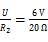 U/R₂ = 6 V/20 Ω